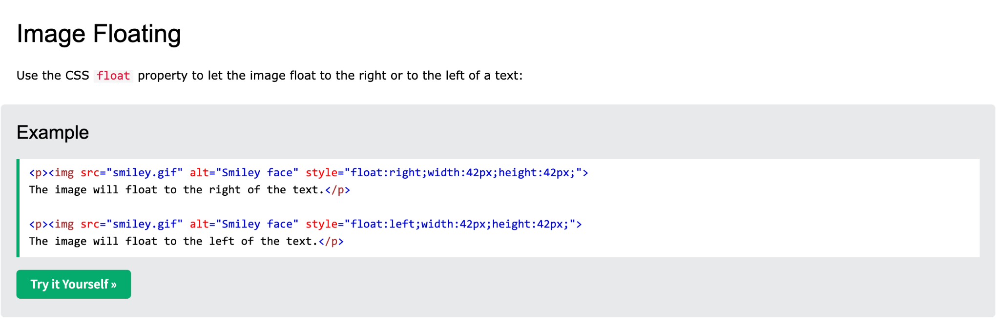 Image Floating
Use the CSS float property to let the image float to the right or to the left of a text:
Example
<p><img src="smiley.gif" alt="Smiley face" style="float:right;width:42px;height:42px;">
The image will float to the right of the text.</p>
<p><img src="smiley.gif" alt="Smiley face" style="float:left;width:42px;height:42px;">
The image will float to the left of the text.</p>
Try it Yourself »